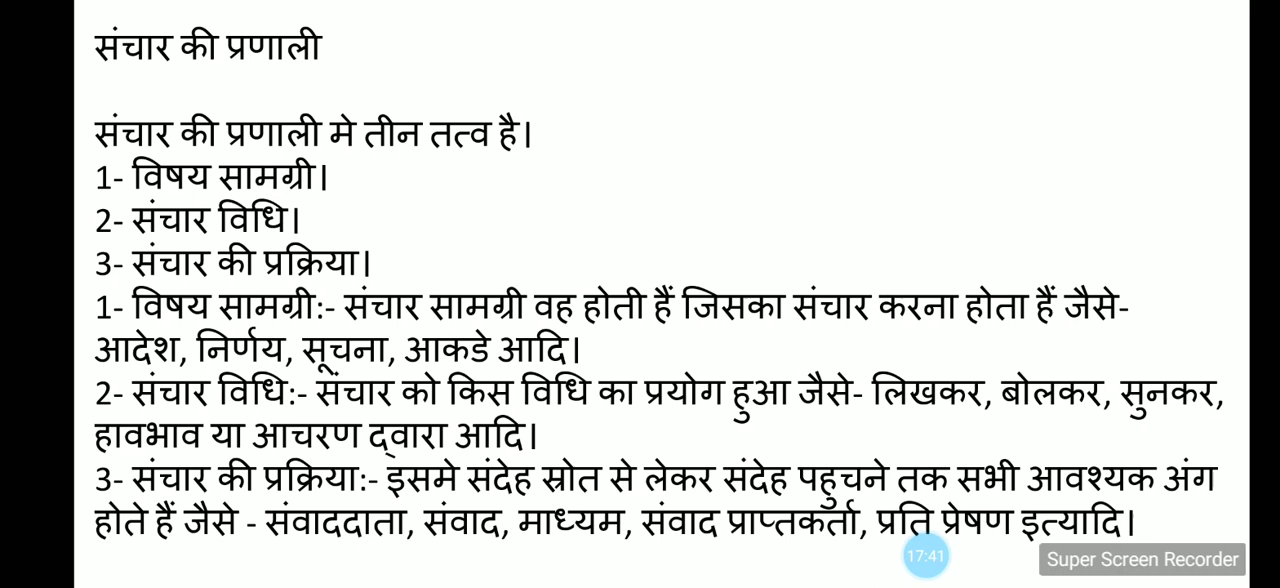 संचार की प्रणाली
संचार की प्रणाली मे तीन तत्व है।
1- विषय सामग्री।
2- संचार विधि।
3- संचार की प्रक्रिया।
1- विषय सामग्री:- संचार सामग्री वह होती हैं जिसका संचार करना होता हैं जैसे-
आदेश, निर्णय, सूचना, आकडे आदि।
2- संचार विधि:- संचार को किस विधि का प्रयोग हुआ जैसे- लिखकर, बोलकर, सुनकर,
हावभाव या आचरण द्वारा आदि।
3- संचार की प्रक्रिया:- इसमे संदेह स्रोत से लेकर संदेह पहुचने तक सभी आवश्यक अंग
होते हैं जैसे - संवाददाता, संवाद, माध्यम, संवाद प्राप्तकर्ता, प्रति प्रेषण इत्यादि।
17:41
Super Screen Recorder